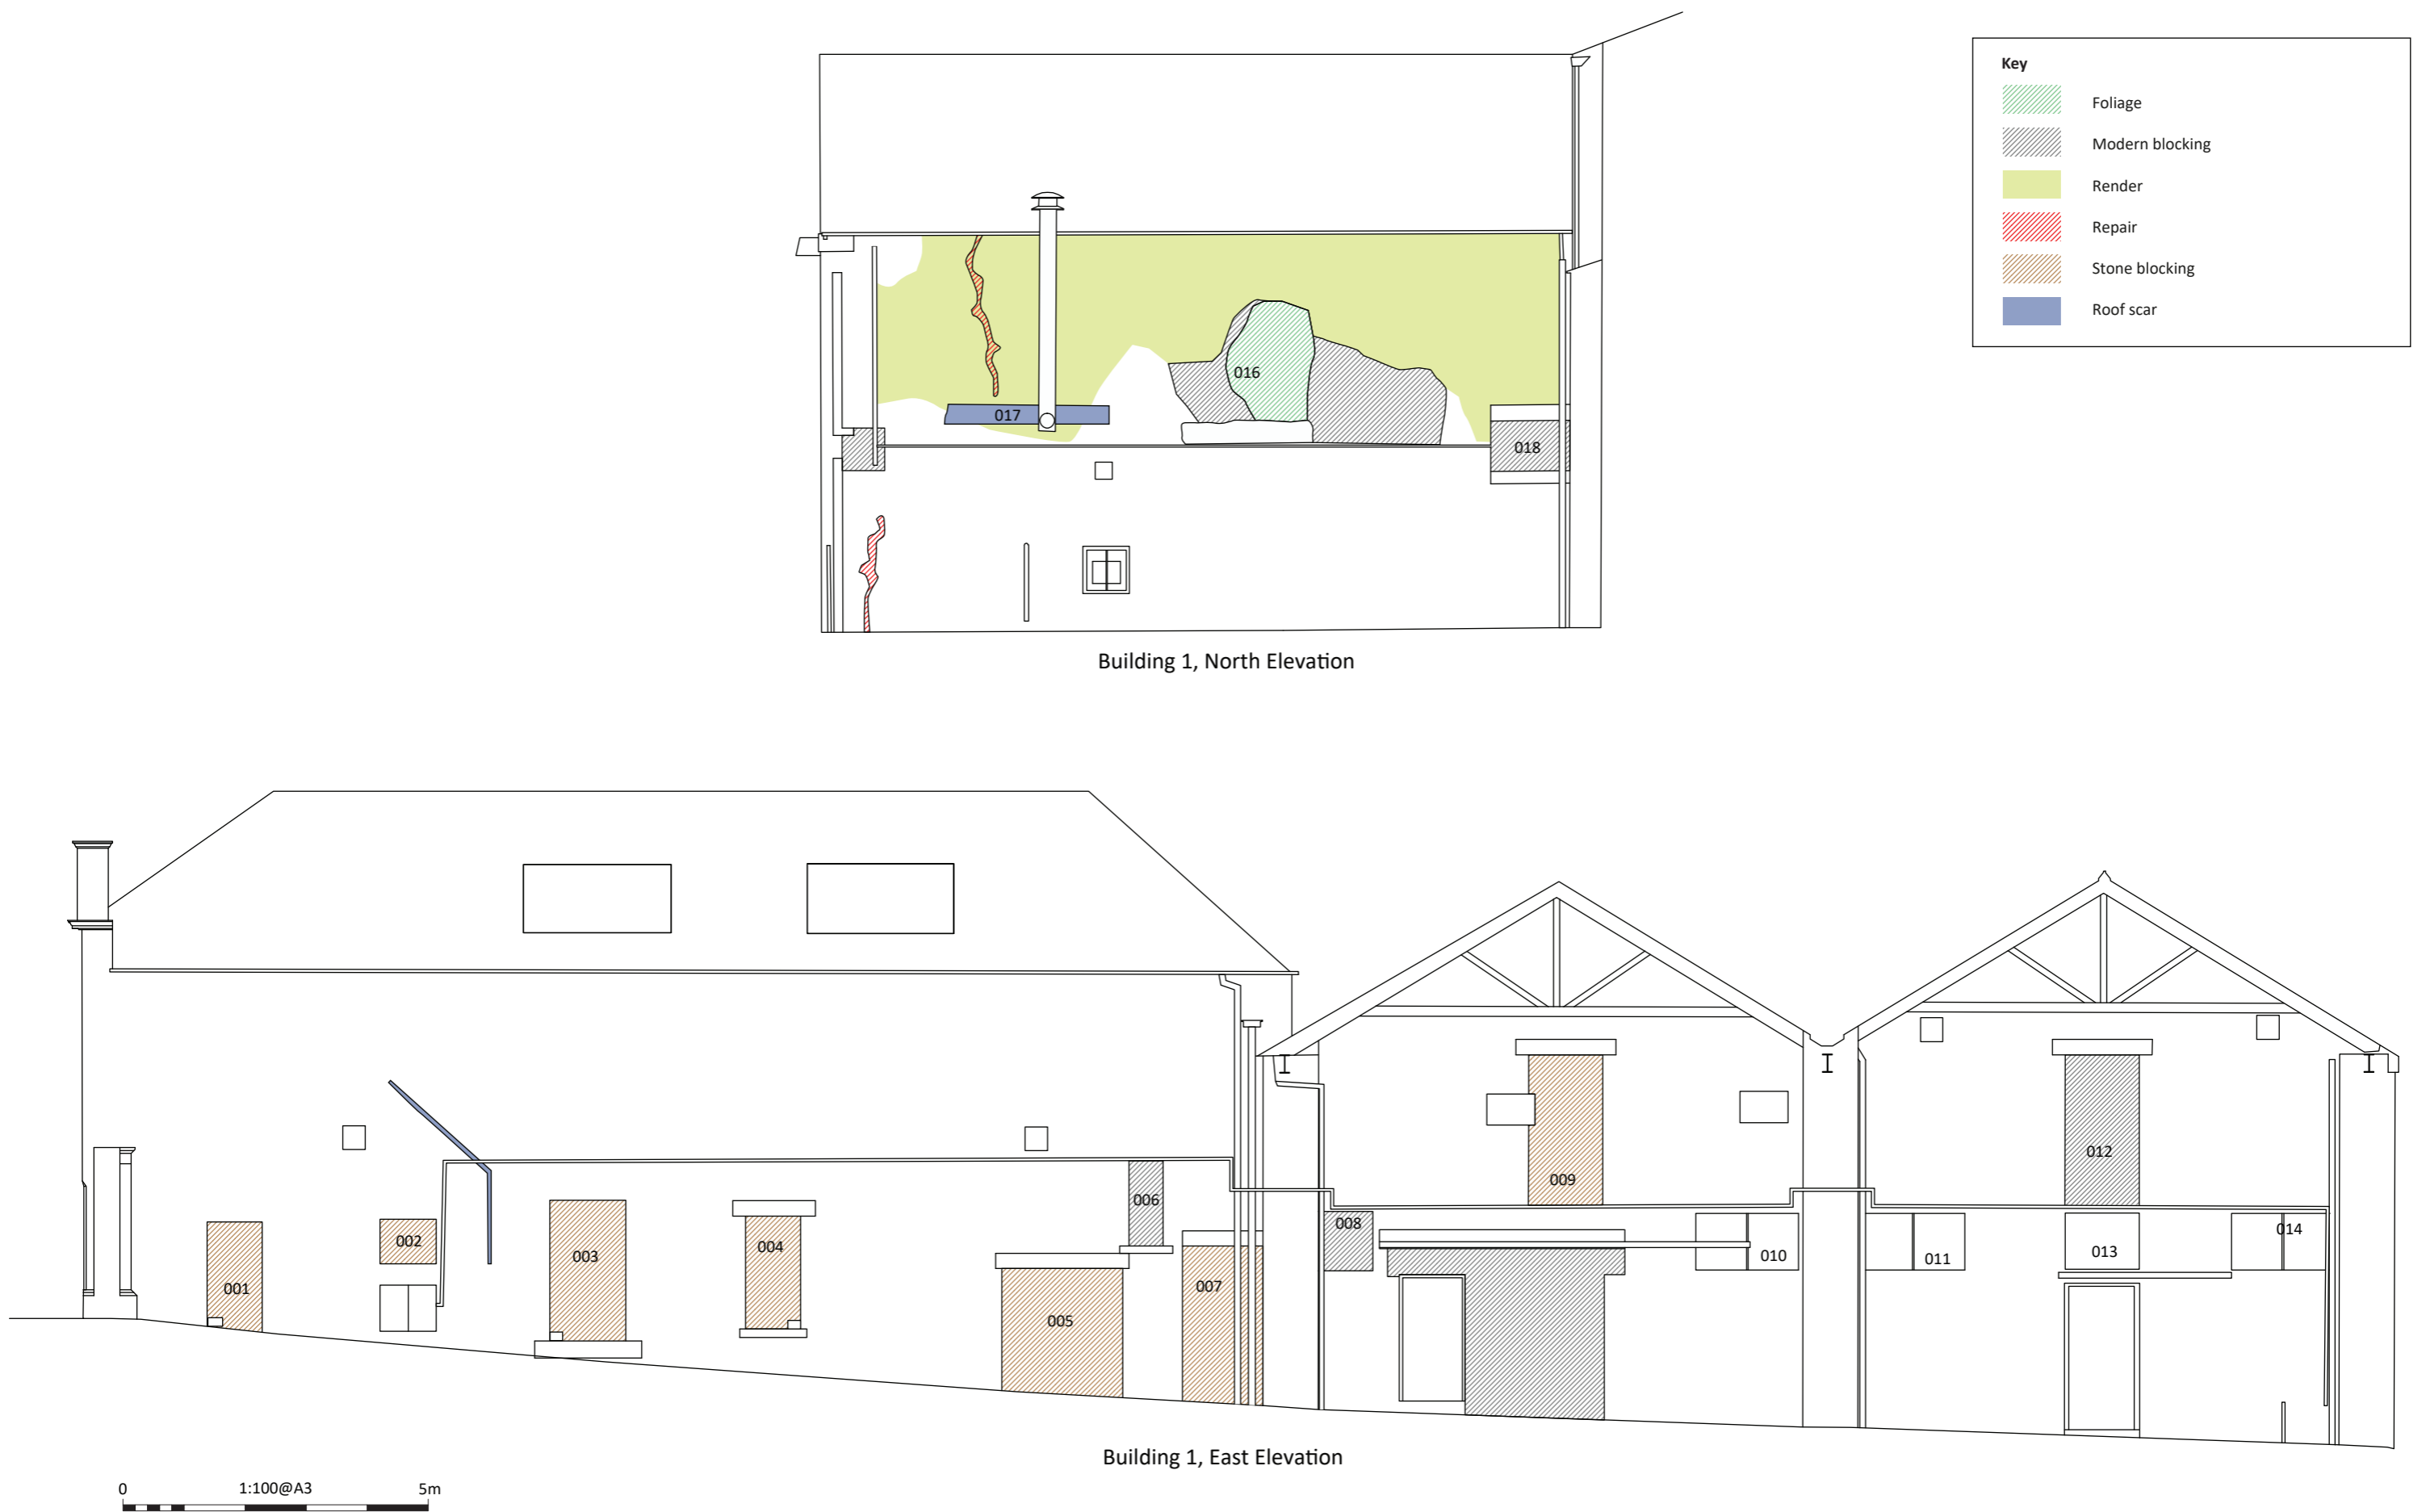 Key
Foliage
Modern blocking
Render
Repair
Stone blocking
Roof scar
016
017
018
Building 1, North Elevation
001
002
003
004
005
006
007
008
009
010
011
012
013
014
Building 1, East Elevation
0 1:100@A3 5m